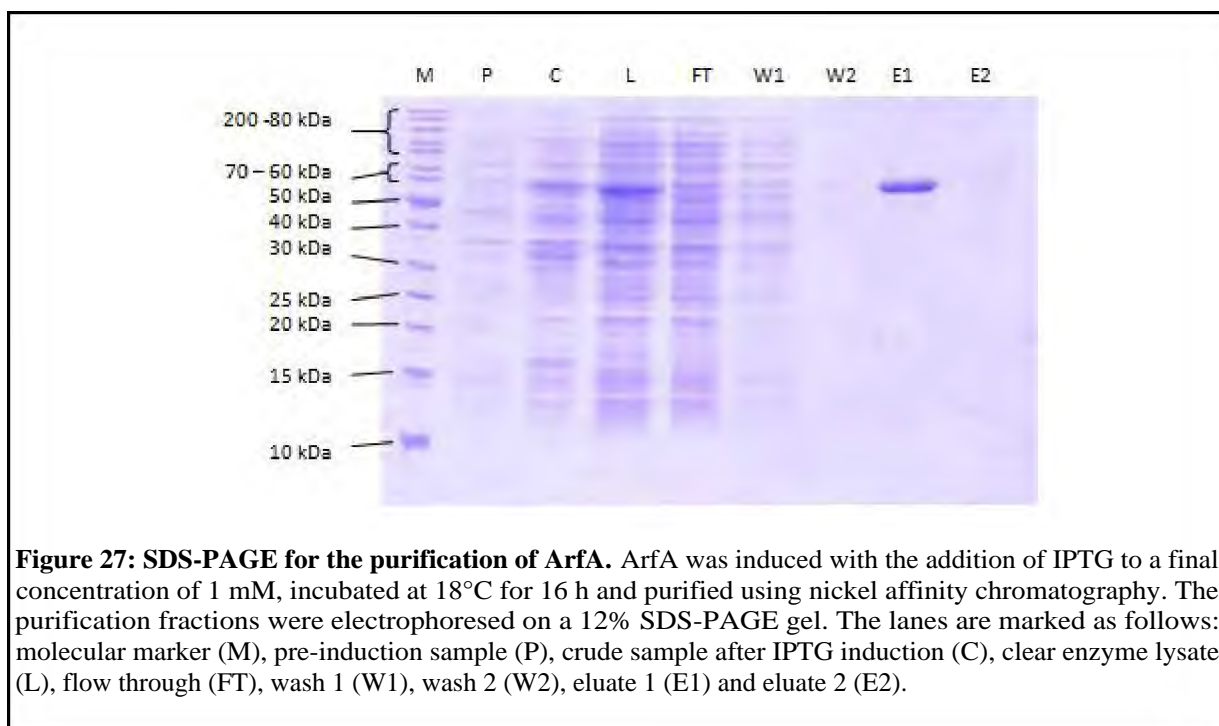 M P C L FT W1 W2 E1 E2
200 -80 kDa
70 – 60 kDa
50 kDa
40 kDa
30 kDa
25 kDa
20 kDa
15 kDa
10 kDa
Figure 27: SDS-PAGE for the purification of ArfA. ArfA was induced with the addition of IPTG to a final
concentration of 1 mM, incubated at 18°C for 16 h and purified using nickel affinity chromatography. The
purification fractions were electrophoresed on a 12% SDS-PAGE gel. The lanes are marked as follows:
molecular marker (M), pre-induction sample (P), crude sample after IPTG induction (C), clear enzyme lysate
(L), flow through (FT), wash 1 (W1), wash 2 (W2), eluate 1 (E1) and eluate 2 (E2).